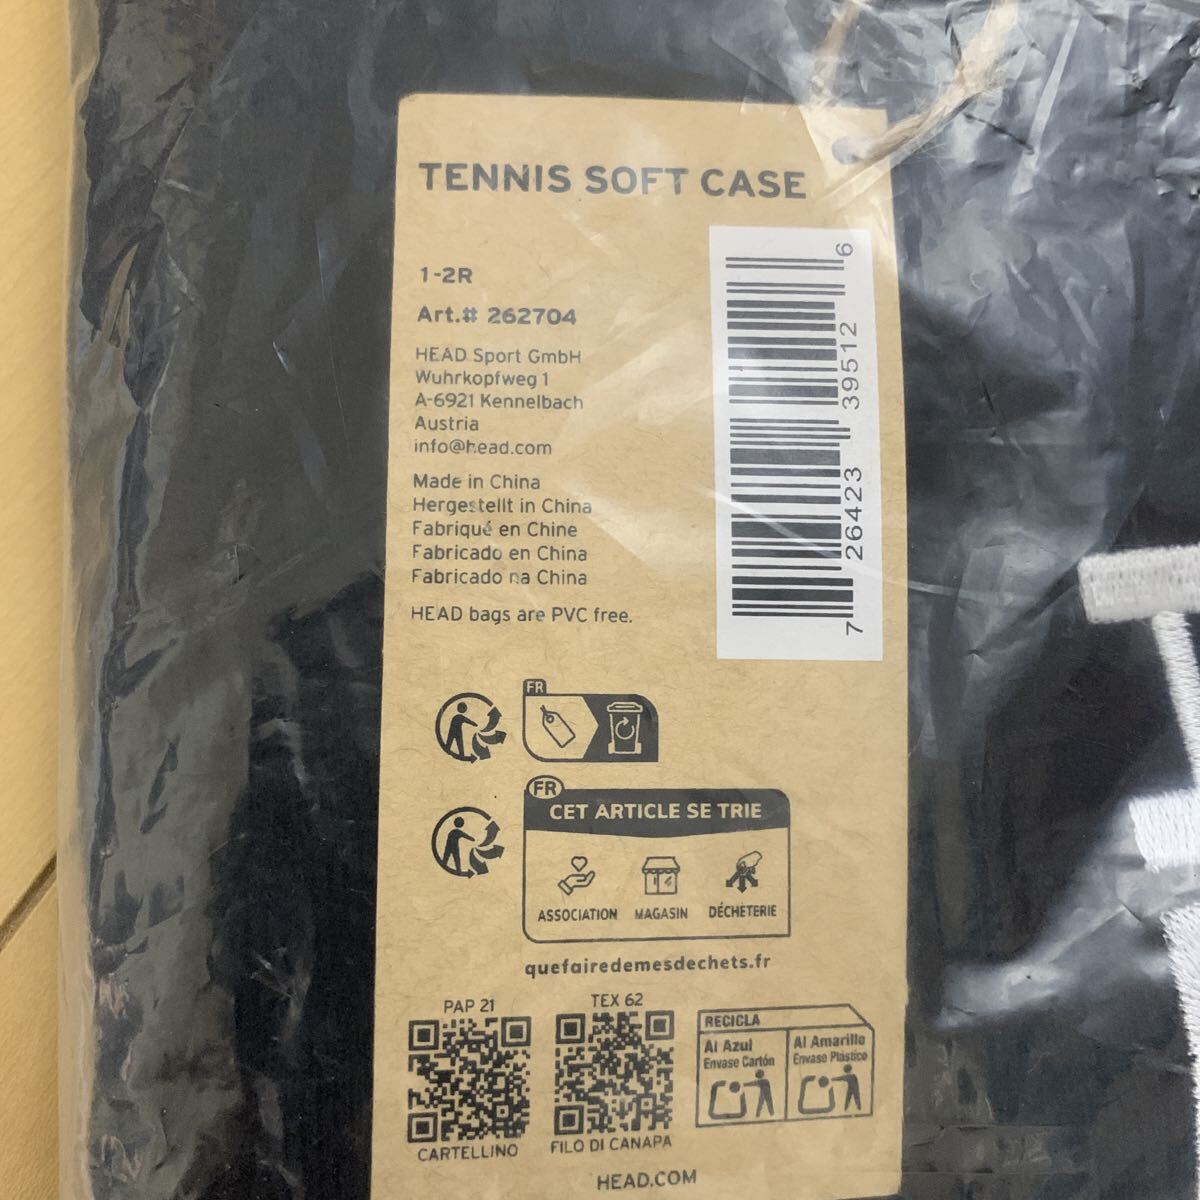 TENNIS SOFT CASE
1-2R
Art.# 262704
HEAD Sport GmbH
Wuhrkopfweg 1
A-6921 Kennelbach
Austria
info@head.com
Made in China
Hergestellt in China
Fabriqué en Chine
Fabricado en China
Fabricado na China
HEAD bags are PVC free.
7 26423 39512 6
FR
FR
CET ARTICLE SE TRIE
ASSOCIATION MAGASIN DÉCHÈTERIE
quefairedemesdechets.fr
PAP 21
CARTELLINO
TEX 62
FILO DI CANAPA
RECICLA
Al Azul
Envase Cartón
Al Amarillo
Envase Plástico
HEAD.COM